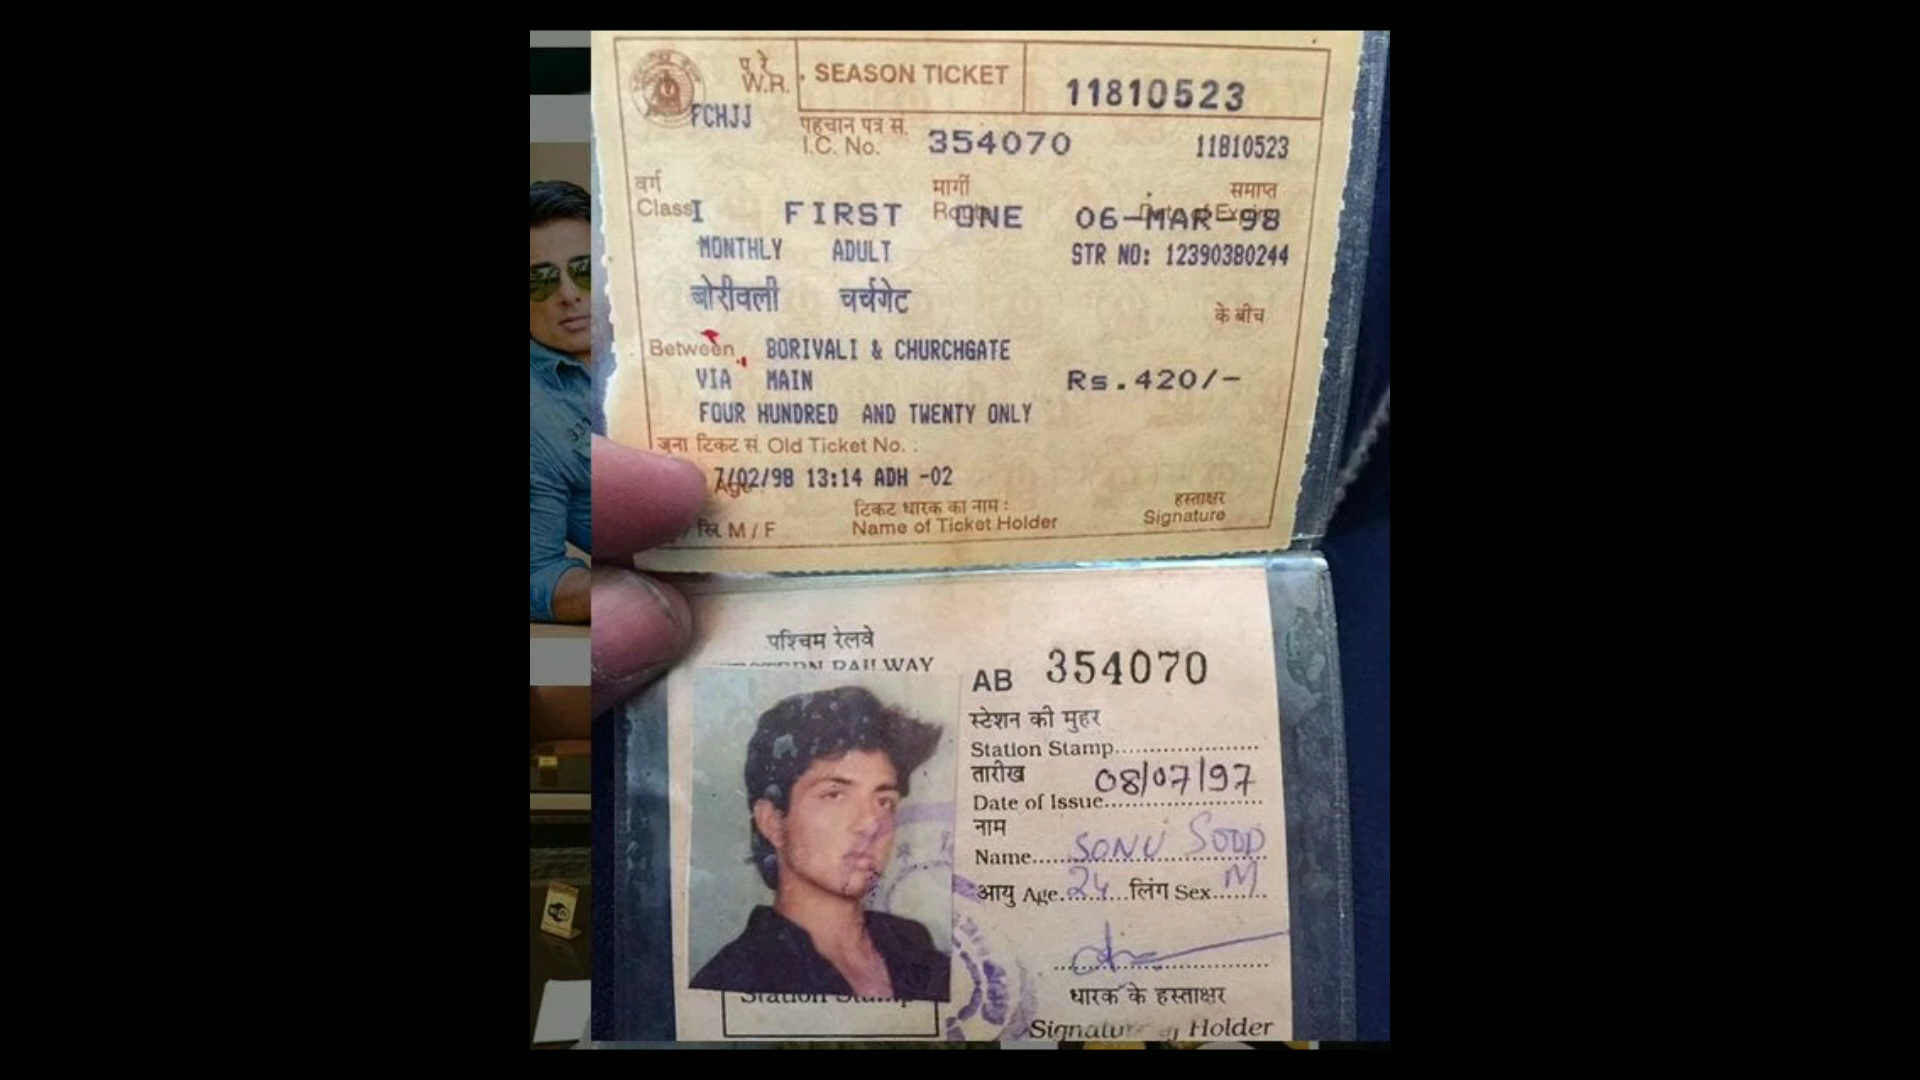 प रे
W.R.
SEASON TICKET
11810523
FCHJJ
पहचान पत्र सं.
I.C. No. 354070
11810523
वर्ग मार्ग समाप्त
Class I FIRST ONE 06-MAR-98
MONTHLY ADULT STR NO: 12390380244
बोरीवली चर्चगेट
के बीच
Between BORIVALI & CHURCHGATE
VIA MAIN Rs.420/-
FOUR HUNDRED AND TWENTY ONLY
जुना टिकट सं. Old Ticket No. :
7/02/98 13:14 ADH -02
Age
टिकट धारक का नाम : हस्ताक्षर
M / F Name of Ticket Holder Signature
पश्चिम रेलवे
RAILWAY
AB 354070
स्टेशन की मुहर
Station Stamp
तारीख
Date of Issue 08/07/97
नाम
Name SONU SOOD
आयु Age 24 लिंग Sex M
धारक के हस्ताक्षर
Holder